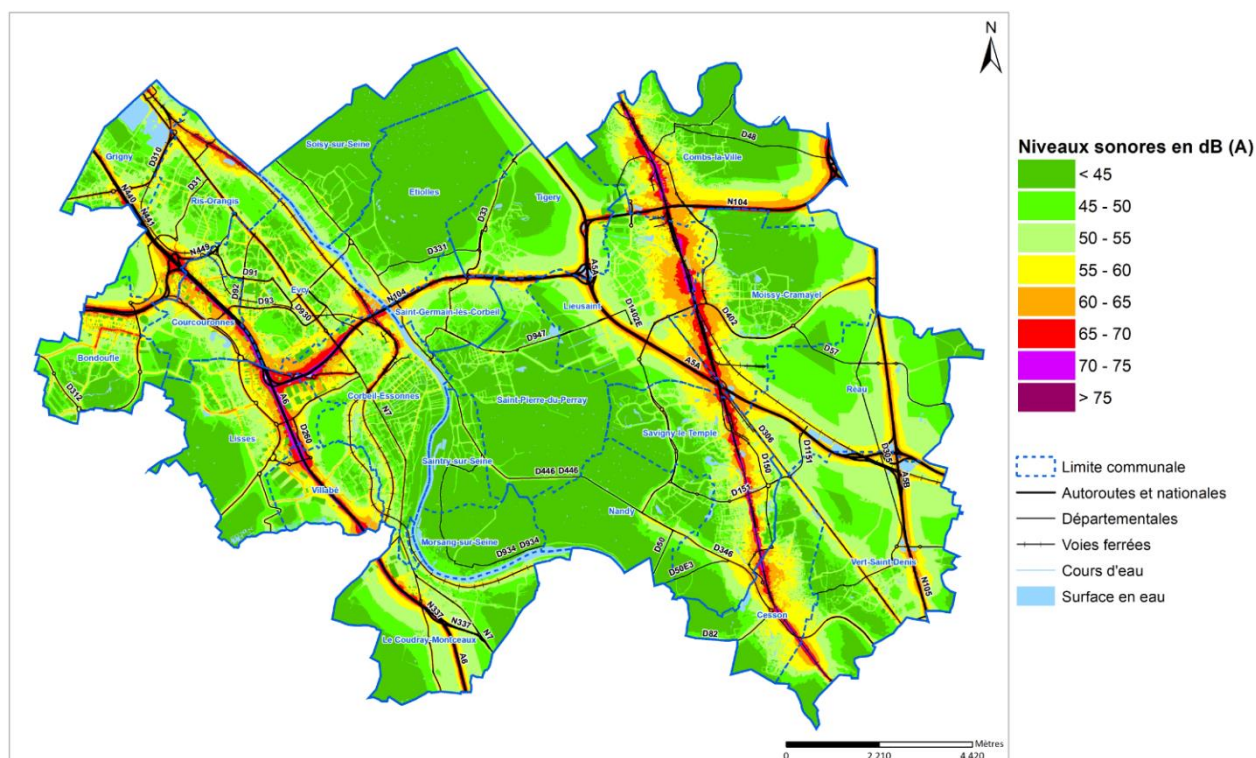 N
Niveaux sonores en dB (A)
< 45
45 - 50
50 - 55
55 - 60
60 - 65
65 - 70
70 - 75
> 75
Limite communale
Autoroutes et nationales
Départementales
Voies ferrées
Cours d'eau
Surface en eau
Grigny
D310
N440
N441
D31
Ris-Orangis
Soisy-sur-Seine
Etiolles
Tigery
D33
D331
Combs-la-Ville
D48
N104
A5A
N449
D91
D92
D93
Evry
D930
N104
Saint-Germain-lès-Corbeil
Courcouronnes
Bondoufle
D312
Lieusaint
D1402E
D402
Moissy-Cramayel
D57
D947
A5A
Réau
A6
D260
Corbeil-Essonnes
N7
Saint-Pierre-du-Perray
Savigny-le-Temple
D306
D1151
D150
D305
A5B
Lisses
Saintry-sur-Seine
D446 D446
Villabé
D151
Nandy
Morsang-sur-Seine
D934 D934
D50
D346
D50E3
Vert-Saint-Denis
N105
N337
N337
N7
Le Coudray-Montceaux
A6
Cesson
D82
Mètres
0 2 210 4 420